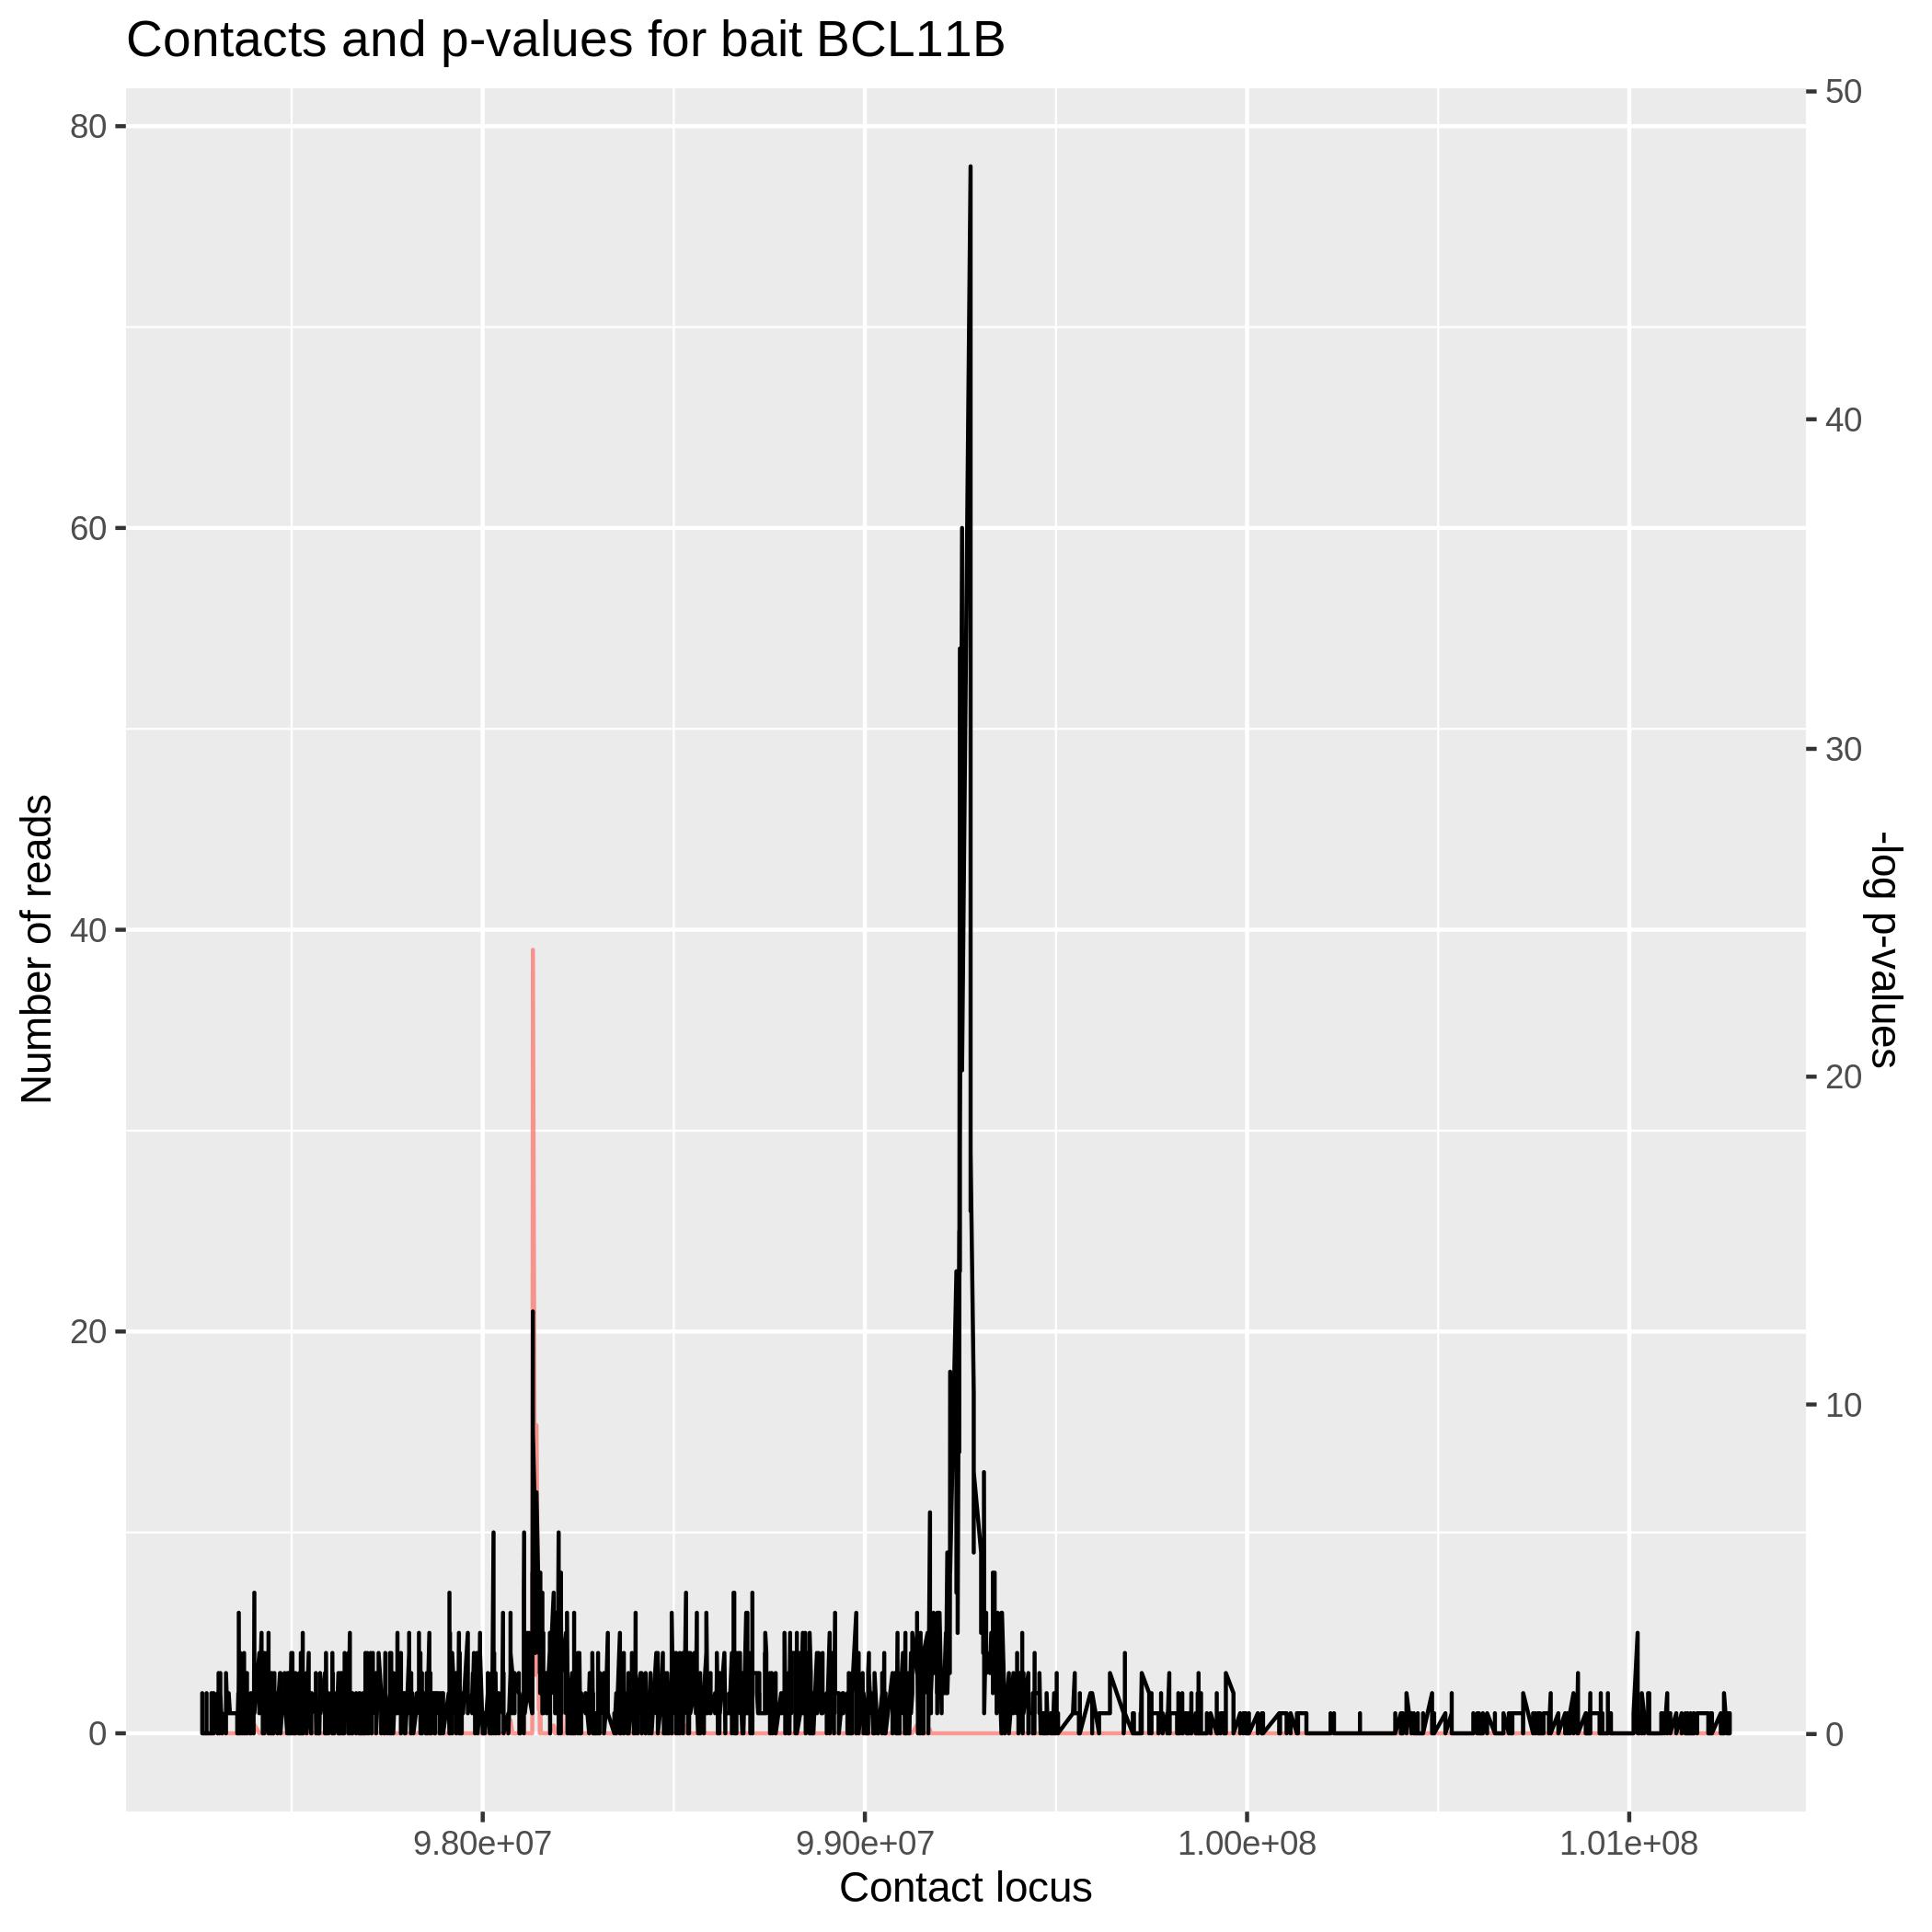 Contacts and p-values for bait BCL11B
80
60
40
20
0
Number of reads
50
40
30
20
10
0
-log p-values
9.80e+07
9.90e+07
1.00e+08
1.01e+08
Contact locus